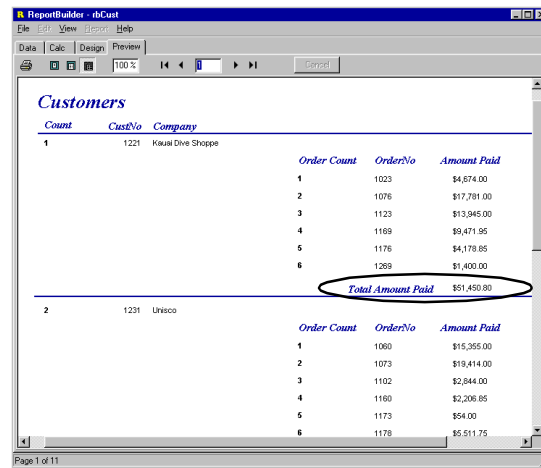 R ReportBuilder - rbCust
File Edit View Report Help
Data Calc Design Preview
100 % 1 Cancel
Customers
Count CustNo Company
1 1221 Kauai Dive Shoppe
Order Count OrderNo Amount Paid
1 1023 $4,674.00
2 1076 $17,781.00
3 1123 $13,945.00
4 1169 $9,471.95
5 1176 $4,178.85
6 1269 $1,400.00
Total Amount Paid $51,450.80
2 1231 Unisco
Order Count OrderNo Amount Paid
1 1060 $15,355.00
2 1073 $19,414.00
3 1102 $2,844.00
4 1160 $2,206.85
5 1173 $54.00
6 1178 $5,511.75
Page 1 of 11